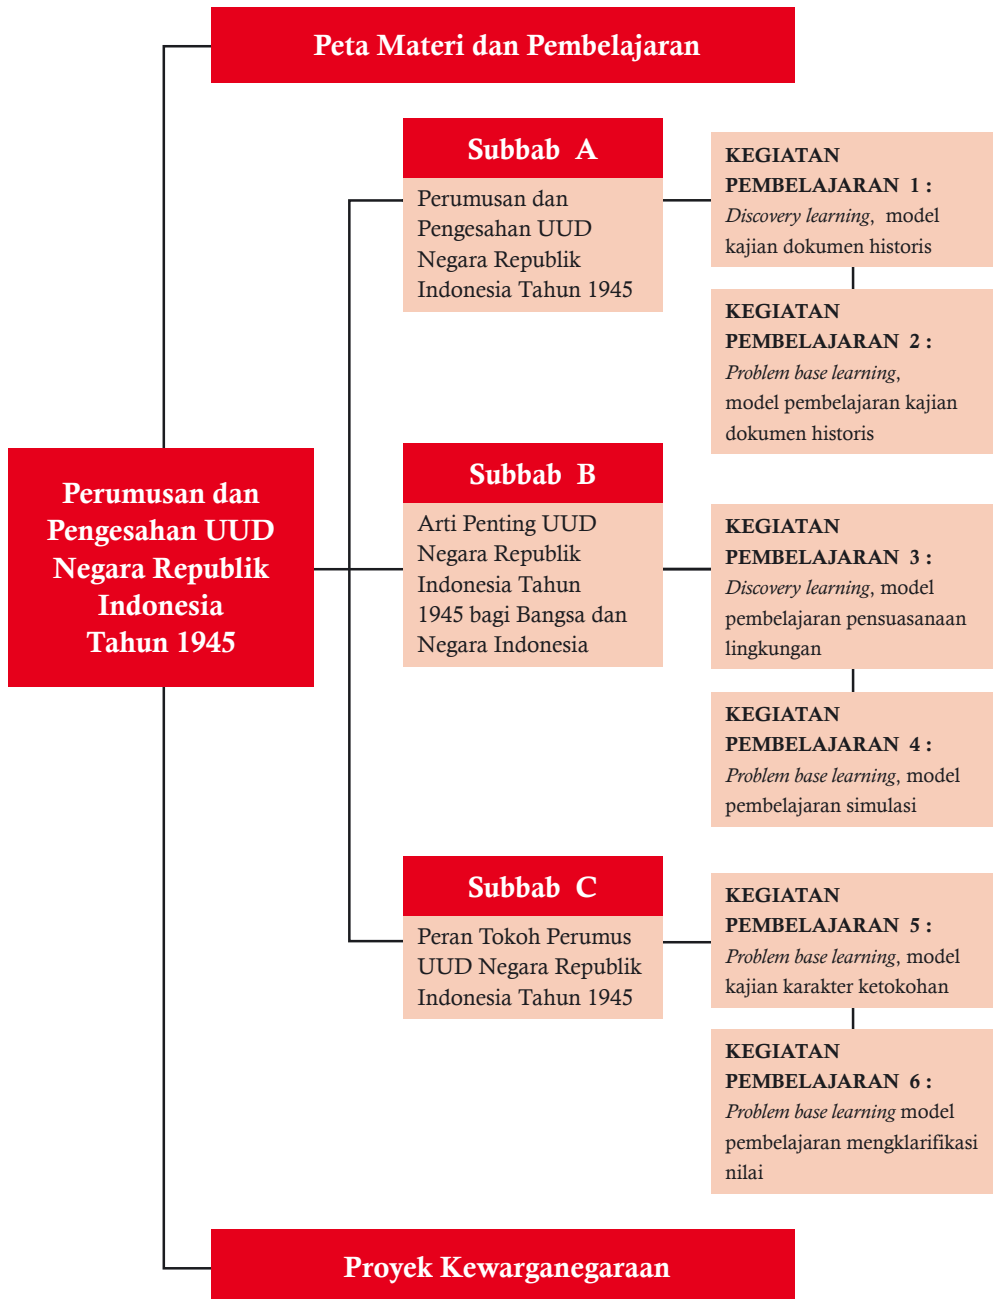 Peta Materi dan Pembelajaran
Perumusan dan
Pengesahan UUD
Negara Republik
Indonesia
Tahun 1945
Subbab A
Perumusan dan
Pengesahan UUD
Negara Republik
Indonesia Tahun 1945
KEGIATAN
PEMBELAJARAN 1 :
Discovery learning, model
kajian dokumen historis
KEGIATAN
PEMBELAJARAN 2 :
Problem base learning,
model pembelajaran kajian
dokumen historis
Subbab B
Arti Penting UUD
Negara Republik
Indonesia Tahun
1945 bagi Bangsa dan
Negara Indonesia
KEGIATAN
PEMBELAJARAN 3 :
Discovery learning, model
pembelajaran pensuasanaan
lingkungan
KEGIATAN
PEMBELAJARAN 4 :
Problem base learning, model
pembelajaran simulasi
Subbab C
Peran Tokoh Perumus
UUD Negara Republik
Indonesia Tahun 1945
KEGIATAN
PEMBELAJARAN 5 :
Problem base learning, model
kajian karakter ketokohan
KEGIATAN
PEMBELAJARAN 6 :
Problem base learning model
pembelajaran mengklarifikasi
nilai
Proyek Kewarganegaraan